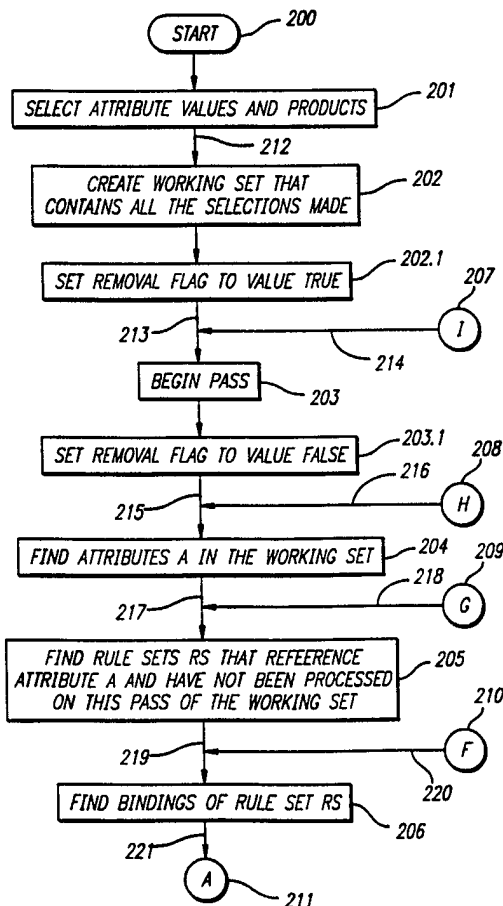 START
200
SELECT ATTRIBUTE VALUES AND PRODUCTS
201
212
CREATE WORKING SET THAT
CONTAINS ALL THE SELECTIONS MADE
202
SET REMOVAL FLAG TO VALUE TRUE
202.1
207
I
213
214
BEGIN PASS
203
SET REMOVAL FLAG TO VALUE FALSE
203.1
208
H
215
216
FIND ATTRIBUTES A IN THE WORKING SET
204
209
G
217
218
FIND RULE SETS RS THAT REFEERENCE
ATTRIBUTE A AND HAVE NOT BEEN PROCESSED
ON THIS PASS OF THE WORKING SET
205
210
F
219
220
FIND BINDINGS OF RULE SET RS
206
221
A
211